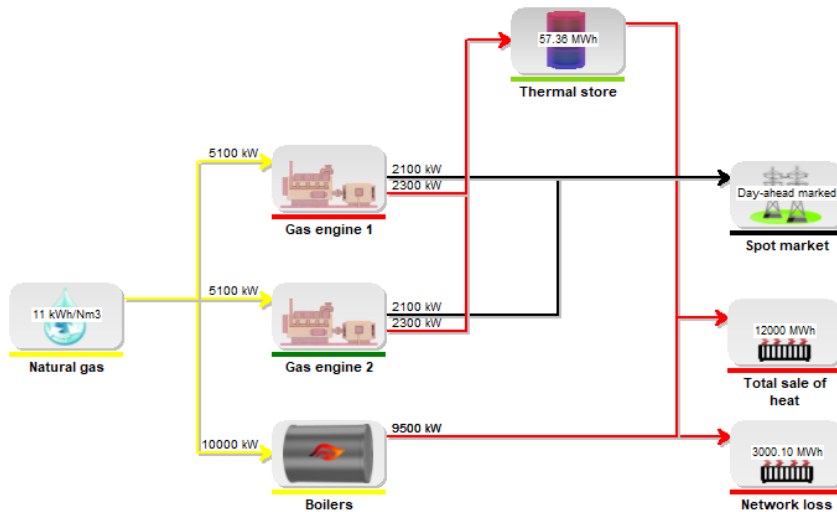 57.36 MWh
Thermal store
5100 kW
2100 kW
2300 kW
Gas engine 1
Day-ahead marked
Spot market
5100 kW
2100 kW
2300 kW
Gas engine 2
11 kWh/Nm3
Natural gas
12000 MWh
Total sale of
heat
10000 kW
9500 kW
Boilers
3000.10 MWh
Network loss